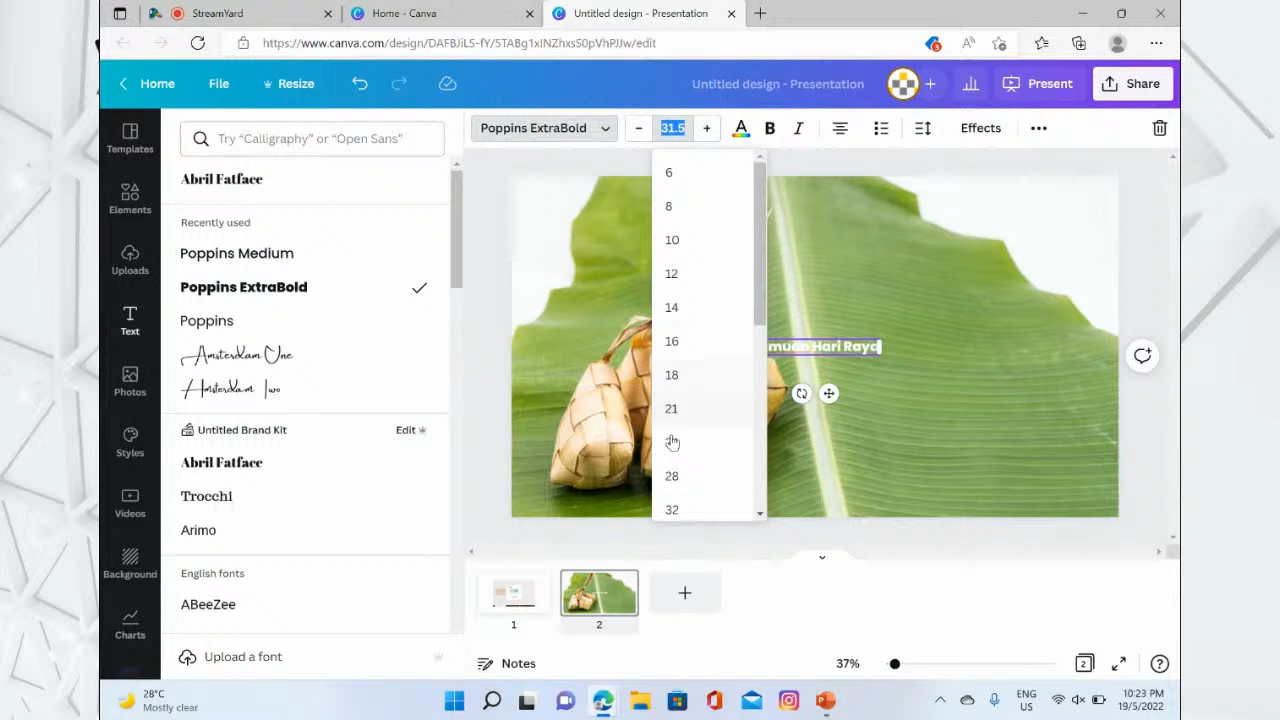 StreamYard
Home - Canva
Untitled design - Presentation
https://www.canva.com/design/DAFBJiLS-fY/5TABg1xINZhxsS0pVhPJJw/edit
3
Home File Resize
Untitled design - Presentation
Present
Share
Templates
Elements
Uploads
Text
Photos
Styles
Videos
Background
Charts
Try “Calligraphy” or “Open Sans”
Abril Fatface
Recently used
Poppins Medium
Poppins ExtraBold
Poppins
Amsterdam One
Amsterdam Two
Untitled Brand Kit Edit
Abril Fatface
Trocchi
Arimo
English fonts
ABeeZee
Upload a font
Poppins ExtraBold
31.5
A B I Effects
6
8
10
12
14
16
18
21
28
32
muan Hari Raya
1
2
Notes
37%
2
28°C
Mostly clear
ENG
US
10:23 PM
19/5/2022